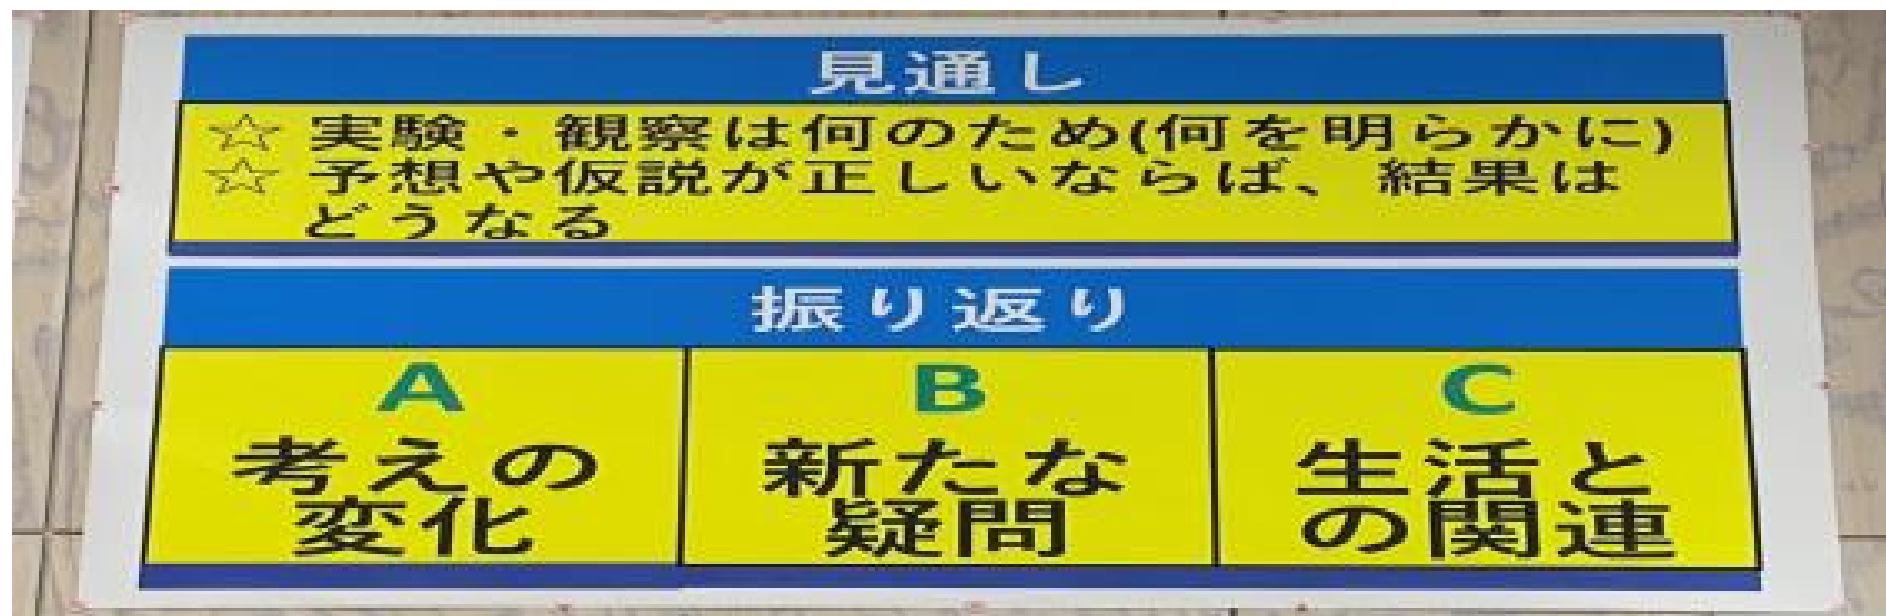 見通し
☆ 実験・観察は何のため(何を明らかに)
☆ 予想や仮説が正しいならば、結果は
どうなる
振り返り
A
考えの
変化
B
新たな
疑問
C
生活と
の関連